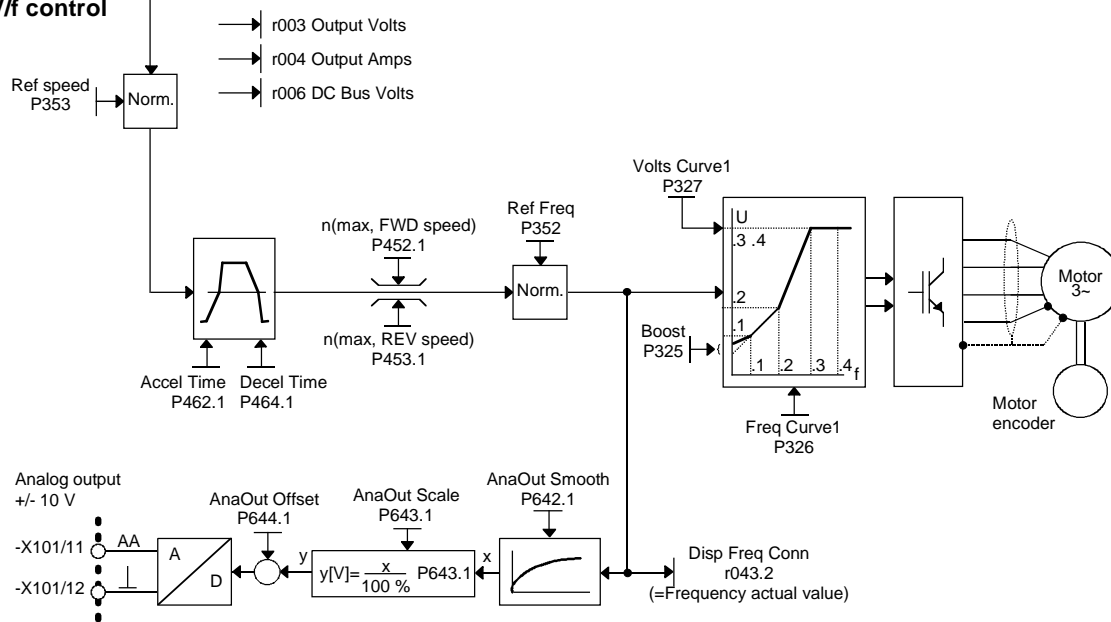 V/f control
r003 Output Volts
r004 Output Amps
r006 DC Bus Volts
Ref speed
P353
Norm.
Volts Curve1
P327
n(max, FWD speed)
P452.1
Ref Freq
P352
U
.3 .4
Norm.
.2
.1
Motor
3~
n(max, REV speed)
P453.1
Boost
P325
.1 .2 .3 .4 f
Accel Time
P462.1
Decel Time
P464.1
Freq Curve1
P326
Motor
encoder
Analog output
+/- 10 V
AnaOut Offset
P644.1
AnaOut Scale
P643.1
AnaOut Smooth
P642.1
-X101/11
AA
A
D
y
y[V]= x P643.1
100 %
x
Disp Freq Conn
r043.2
(=Frequency actual value)
-X101/12